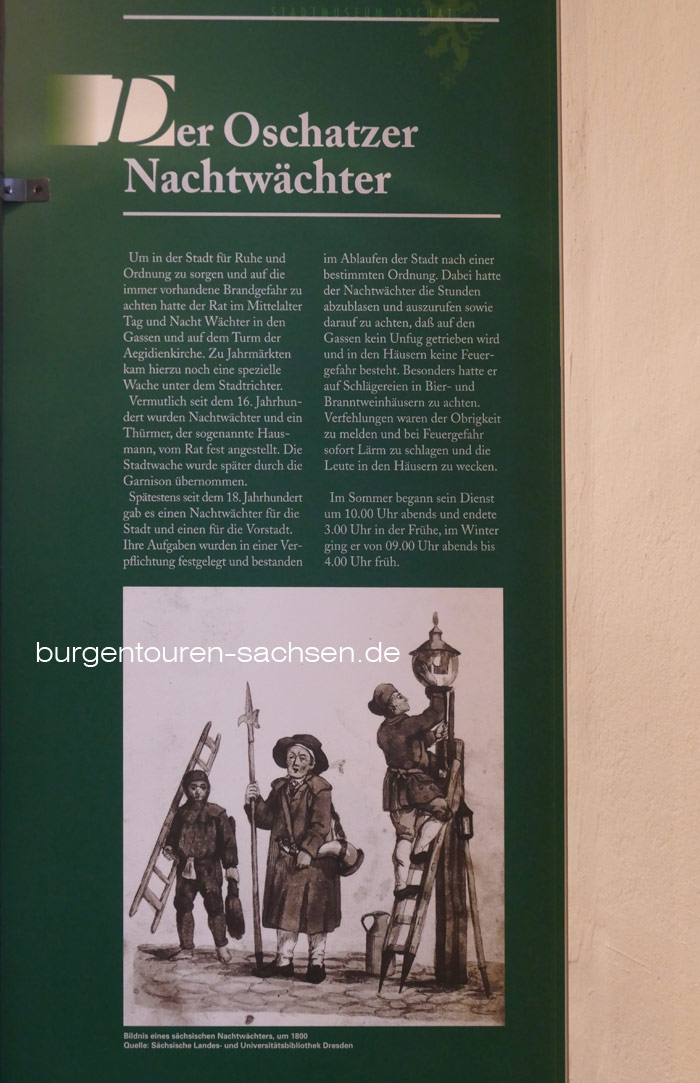 STADTMUSEUM OSCHATZ
Der Oschatzer
Nachtwächter
Um in der Stadt für Ruhe und
Ordnung zu sorgen und auf die
immer vorhandene Brandgefahr zu
achten hatte der Rat im Mittelalter
Tag und Nacht Wächter in den
Gassen und auf dem Turm der
Aegidienkirche. Zu Jahrmärkten
kam hierzu noch eine spezielle
Wache unter dem Stadtrichter.
Vermutlich seit dem 16. Jahrhun-
dert wurden Nachtwächter und ein
Thürmer, der sogenannte Haus-
mann, vom Rat fest angestellt. Die
Stadtwache wurde später durch die
Garnison übernommen.
Spätestens seit dem 18. Jahrhundert
gab es einen Nachtwächter für die
Stadt und einen für die Vorstadt.
Ihre Aufgaben wurden in einer Ver-
pflichtung festgelegt und bestanden
im Ablaufen der Stadt nach einer
bestimmten Ordnung. Dabei hatte
der Nachtwächter die Stunden
abzublasen und auszurufen sowie
darauf zu achten, daß auf den
Gassen kein Unfug getrieben wird
und in den Häusern keine Feuer-
gefahr besteht. Besonders hatte er
auf Schlägereien in Bier- und
Branntweinhäusern zu achten.
Verfehlungen waren der Obrigkeit
zu melden und bei Feuergefahr
sofort Lärm zu schlagen und die
Leute in den Häusern zu wecken.
Im Sommer begann sein Dienst
um 10.00 Uhr abends und endete
3.00 Uhr in der Frühe, im Winter
ging er von 09.00 Uhr abends bis
4.00 Uhr früh.
burgentouren-sachsen.de
Bildnis eines sächsischen Nachtwächters, um 1800
Quelle: Sächsische Landes- und Universitätsbibliothek Dresden